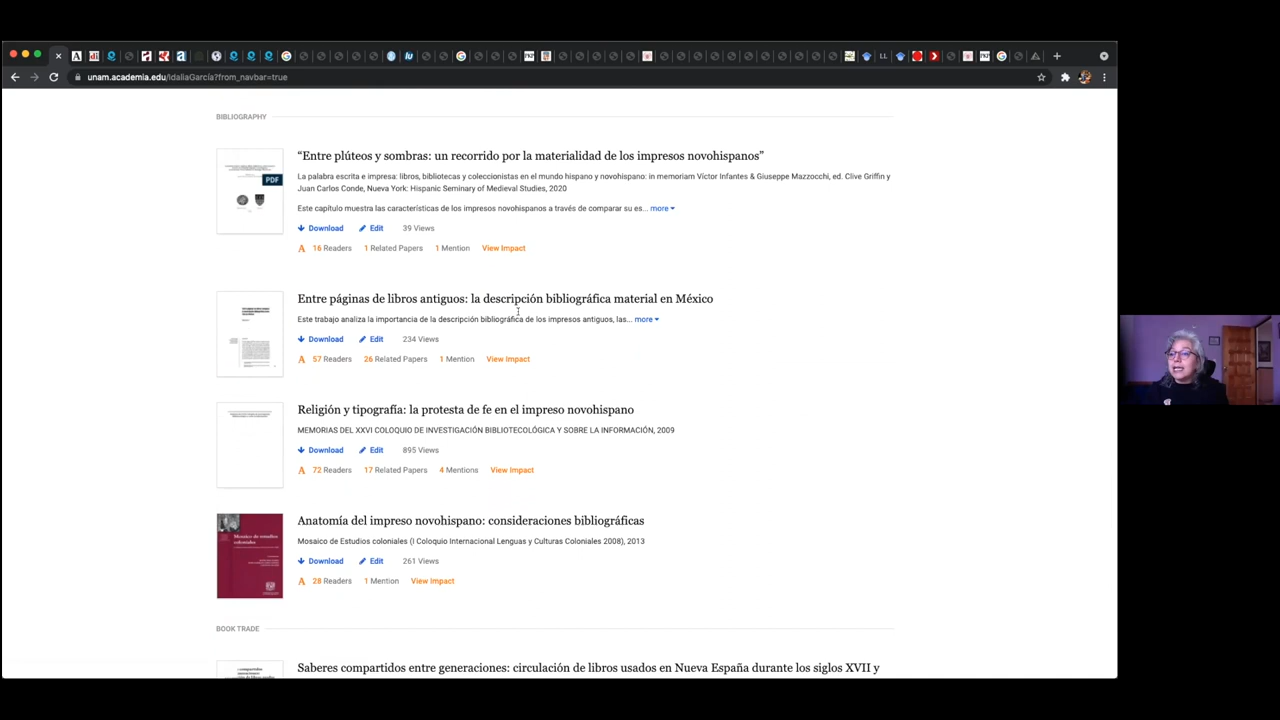 unam.academia.edu/IdaliaGarcía?from_navbar=true
BIBLIOGRAPHY
“Entre plúteos y sombras: un recorrido por la materialidad de los impresos novohispanos”
PDF
La palabra escrita e impresa: libros, bibliotecas y coleccionistas en el mundo hispano y novohispano: in memoriam Víctor Infantes & Giuseppe Mazzocchi, ed. Clive Griffin y
Juan Carlos Conde, Nueva York: Hispanic Seminary of Medieval Studies, 2020
Este capítulo muestra las características de los impresos novohispanos a través de comparar su es... more
Download Edit 39 Views
16 Readers 1 Related Papers 1 Mention View Impact
Entre páginas de libros antiguos: la descripción bibliográfica material en México
Este trabajo analiza la importancia de la descripción bibliográfica de los impresos antiguos, las... more
Download Edit 234 Views
57 Readers 26 Related Papers 1 Mention View Impact
Religión y tipografía: la protesta de fe en el impreso novohispano
MEMORIAS DEL XXVI COLOQUIO DE INVESTIGACIÓN BIBLIOTECOLÓGICA Y SOBRE LA INFORMACIÓN, 2009
Download Edit 895 Views
72 Readers 17 Related Papers 4 Mentions View Impact
Anatomía del impreso novohispano: consideraciones bibliográficas
Mosaico de estudios
coloniales
Mosaico de Estudios coloniales (I Coloquio Internacional Lenguas y Culturas Coloniales 2008), 2013
Download Edit 261 Views
28 Readers 1 Mention View Impact
BOOK TRADE
Saberes compartidos entre generaciones: circulación de libros usados en Nueva España durante los siglos XVII y